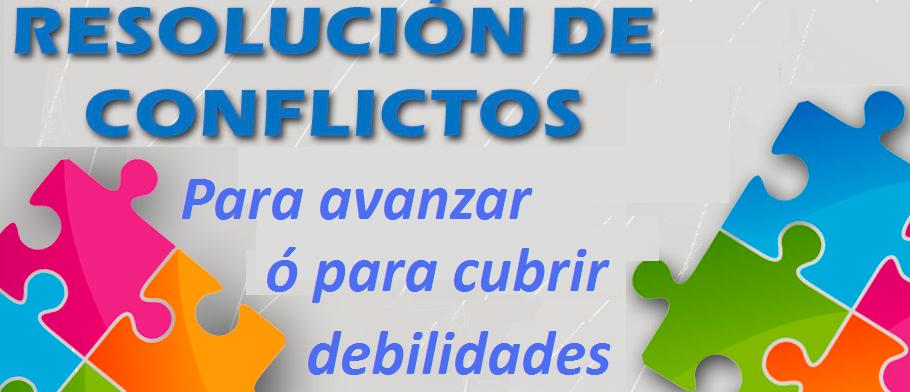 RESOLUCIÓN DE
CONFLICTOS
Para avanzar
ó para cubrir
debilidades